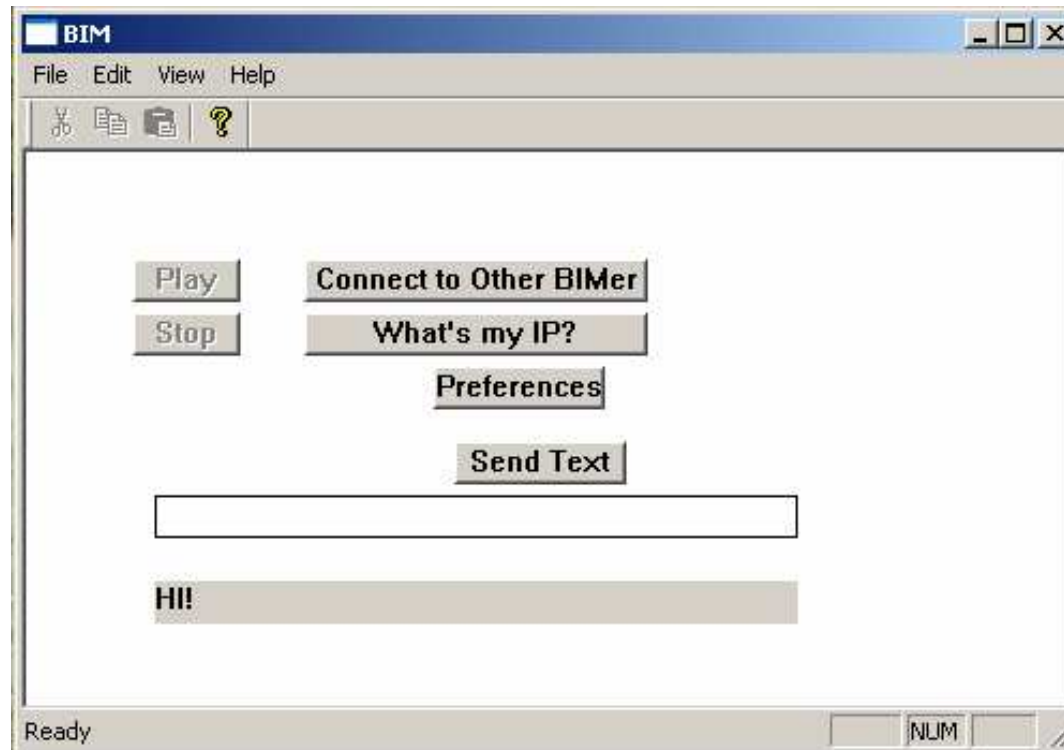 BIM
File Edit View Help
Play
Connect to Other BIMer
Stop
What's my IP?
Preferences
Send Text
HI!
Ready
NUM